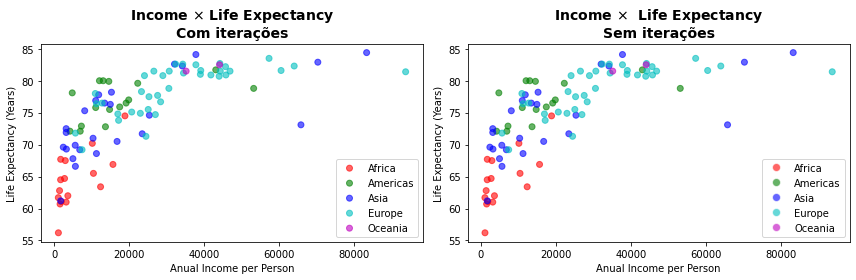 Income × Life Expectancy
Com iterações
85
80
75
70
65
60
55
Life Expectancy (Years)
0
20000
40000
60000
80000
Anual Income per Person
Africa
Americas
Asia
Europe
Oceania
Income × Life Expectancy
Sem iterações
85
80
75
70
65
60
55
Life Expectancy (Years)
0
20000
40000
60000
80000
Anual Income per Person
Africa
Americas
Asia
Europe
Oceania